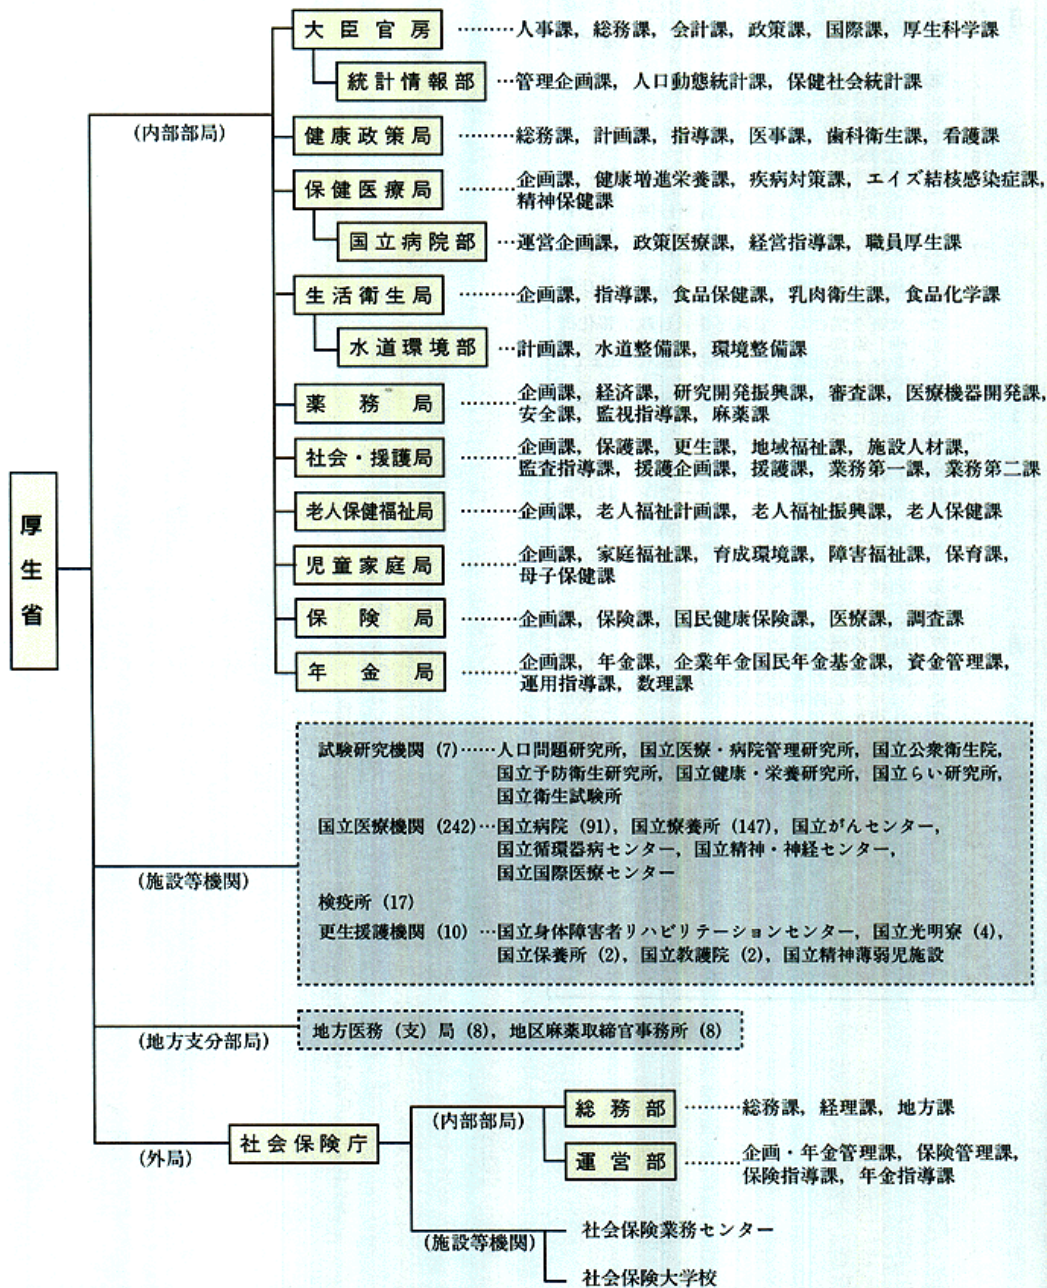 大臣官房 ………人事課，総務課，会計課，政策課，国際課，厚生科学課
統計情報部 …管理企画課，人口動態統計課，保健社会統計課
(内部部局)
健康政策局 ………総務課，計画課，指導課，医事課，歯科衛生課，看護課
保健医療局 ………企画課，健康増進栄養課，疾病対策課，エイズ結核感染症課，
精神保健課
国立病院部 …運営企画課，政策医療課，経営指導課，職員厚生課
生活衛生局 ………企画課，指導課，食品保健課，乳肉衛生課，食品化学課
水道環境部 …計画課，水道整備課，環境整備課
薬務局 ………企画課，経済課，研究開発振興課，審査課，医療機器開発課，
安全課，監視指導課，麻薬課
社会・援護局 ………企画課，保護課，更生課，地域福祉課，施設人材課，
監査指導課，援護企画課，援護課，業務第一課，業務第二課
老人保健福祉局 ………企画課，老人福祉計画課，老人福祉振興課，老人保健課
厚生省
児童家庭局 ………企画課，家庭福祉課，育成環境課，障害福祉課，保育課，
母子保健課
保険局 ………企画課，保険課，国民健康保険課，医療課，調査課
年金局 ………企画課，年金課，企業年金国民年金基金課，資金管理課，
運用指導課，数理課
試験研究機関 (7)……人口問題研究所，国立医療・病院管理研究所，国立公衆衛生院，
国立予防衛生研究所，国立健康・栄養研究所，国立らい研究所，
国立衛生試験所
国立医療機関 (242)…国立病院 (91)，国立療養所 (147)，国立がんセンター，
国立循環器病センター，国立精神・神経センター，
国立国際医療センター
(施設等機関)
検疫所 (17)
更生援護機関 (10) …国立身体障害者リハビリテーションセンター，国立光明寮 (4)，
国立保養所 (2)，国立教護院 (2)，国立精神薄弱児施設
(地方支分部局)
地方医務（支）局 (8)，地区麻薬取締官事務所 (8)
(外局)
社会保険庁
(内部部局)
総務部 ………総務課，経理課，地方課
運営部 ………企画・年金管理課，保険管理課，
保険指導課，年金指導課
(施設等機関)
社会保険業務センター
社会保険大学校